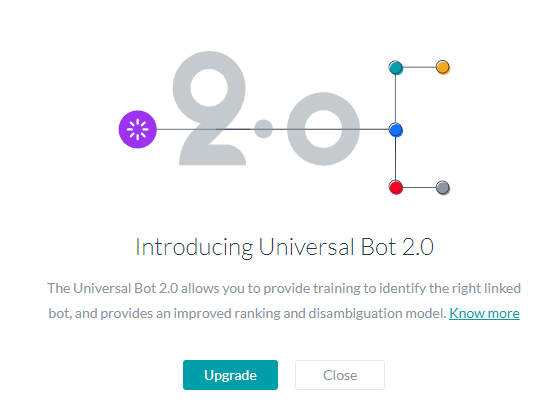 2.0
Introducing Universal Bot 2.0
The Universal Bot 2.0 allows you to provide training to identify the right linked
bot, and provides an improved ranking and disambiguation model. Know more
Upgrade
Close